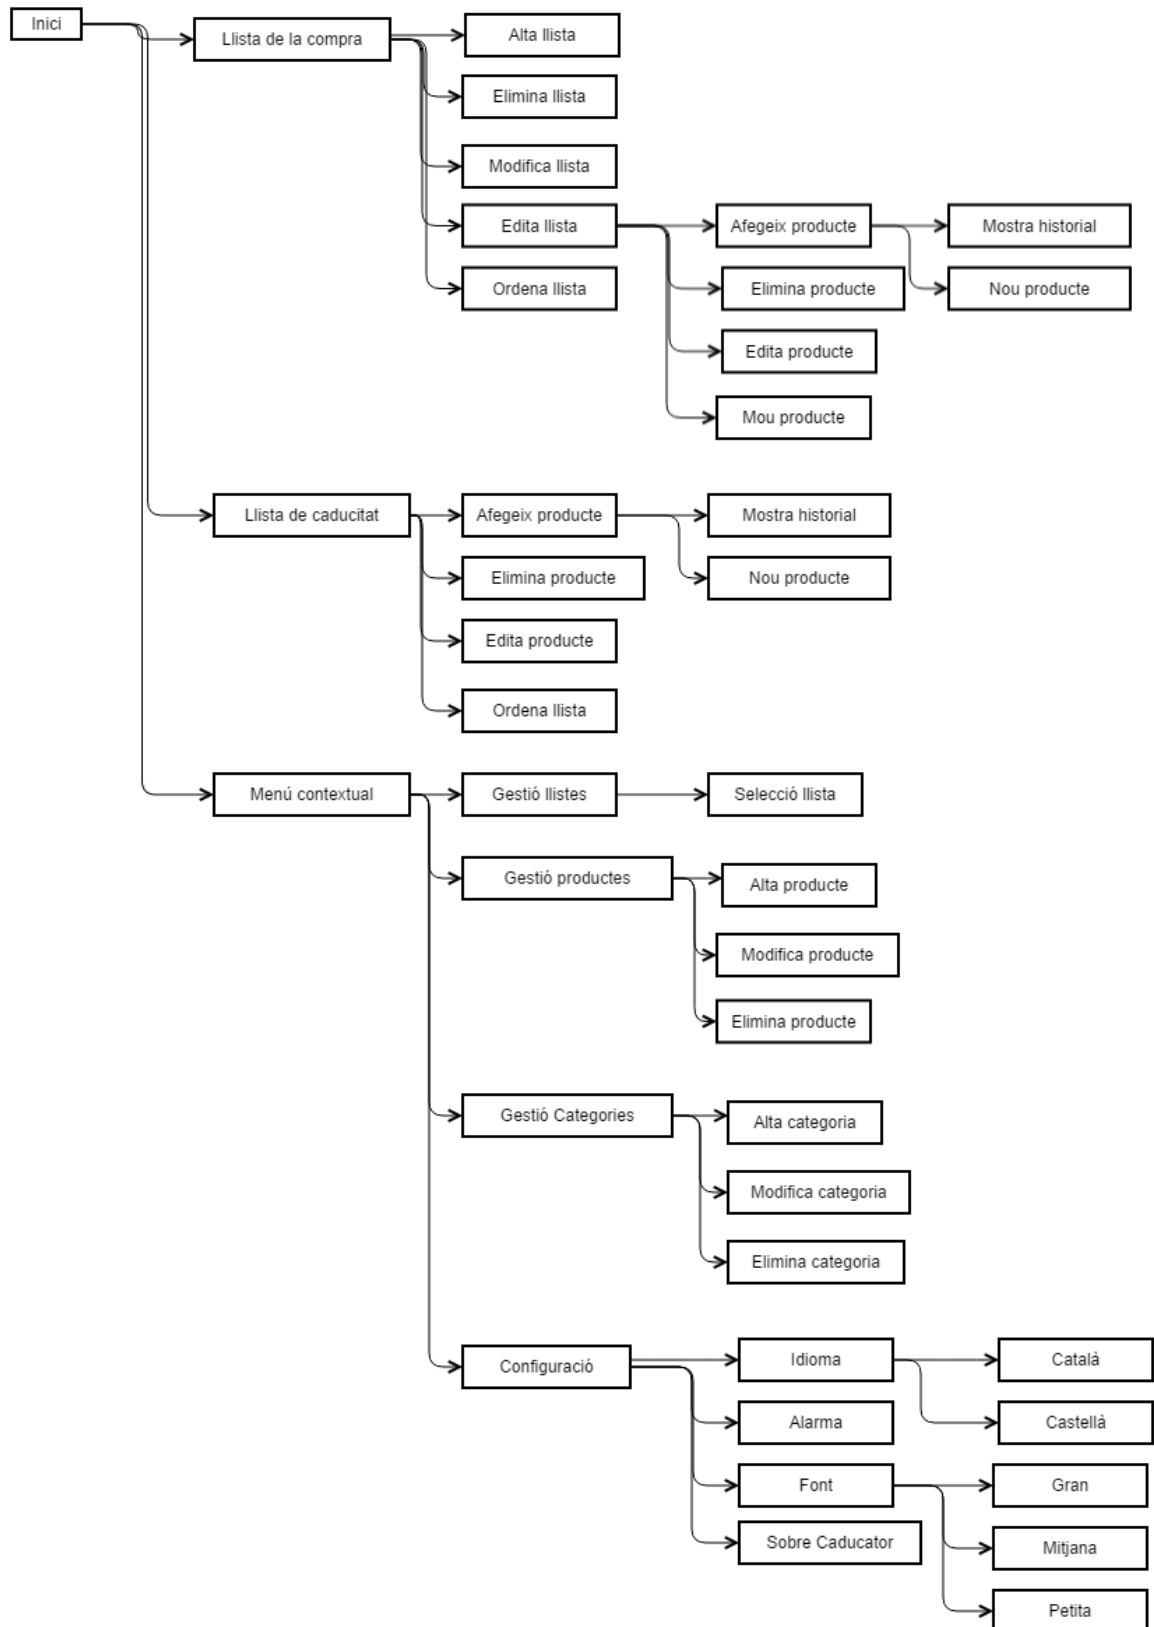 Inici
Llista de la compra
Alta llista
Elimina llista
Modifica llista
Edita llista
Afegeix producte
Mostra historial
Ordena llista
Elimina producte
Nou producte
Edita producte
Mou producte
Llista de caducitat
Afegeix producte
Mostra historial
Elimina producte
Nou producte
Edita producte
Ordena llista
Menú contextual
Gestió llistes
Selecció llista
Gestió productes
Alta producte
Modifica producte
Elimina producte
Gestió Categories
Alta categoria
Modifica categoria
Elimina categoria
Configuració
Idioma
Català
Alarma
Castellà
Font
Gran
Sobre Caducator
Mitjana
Petita